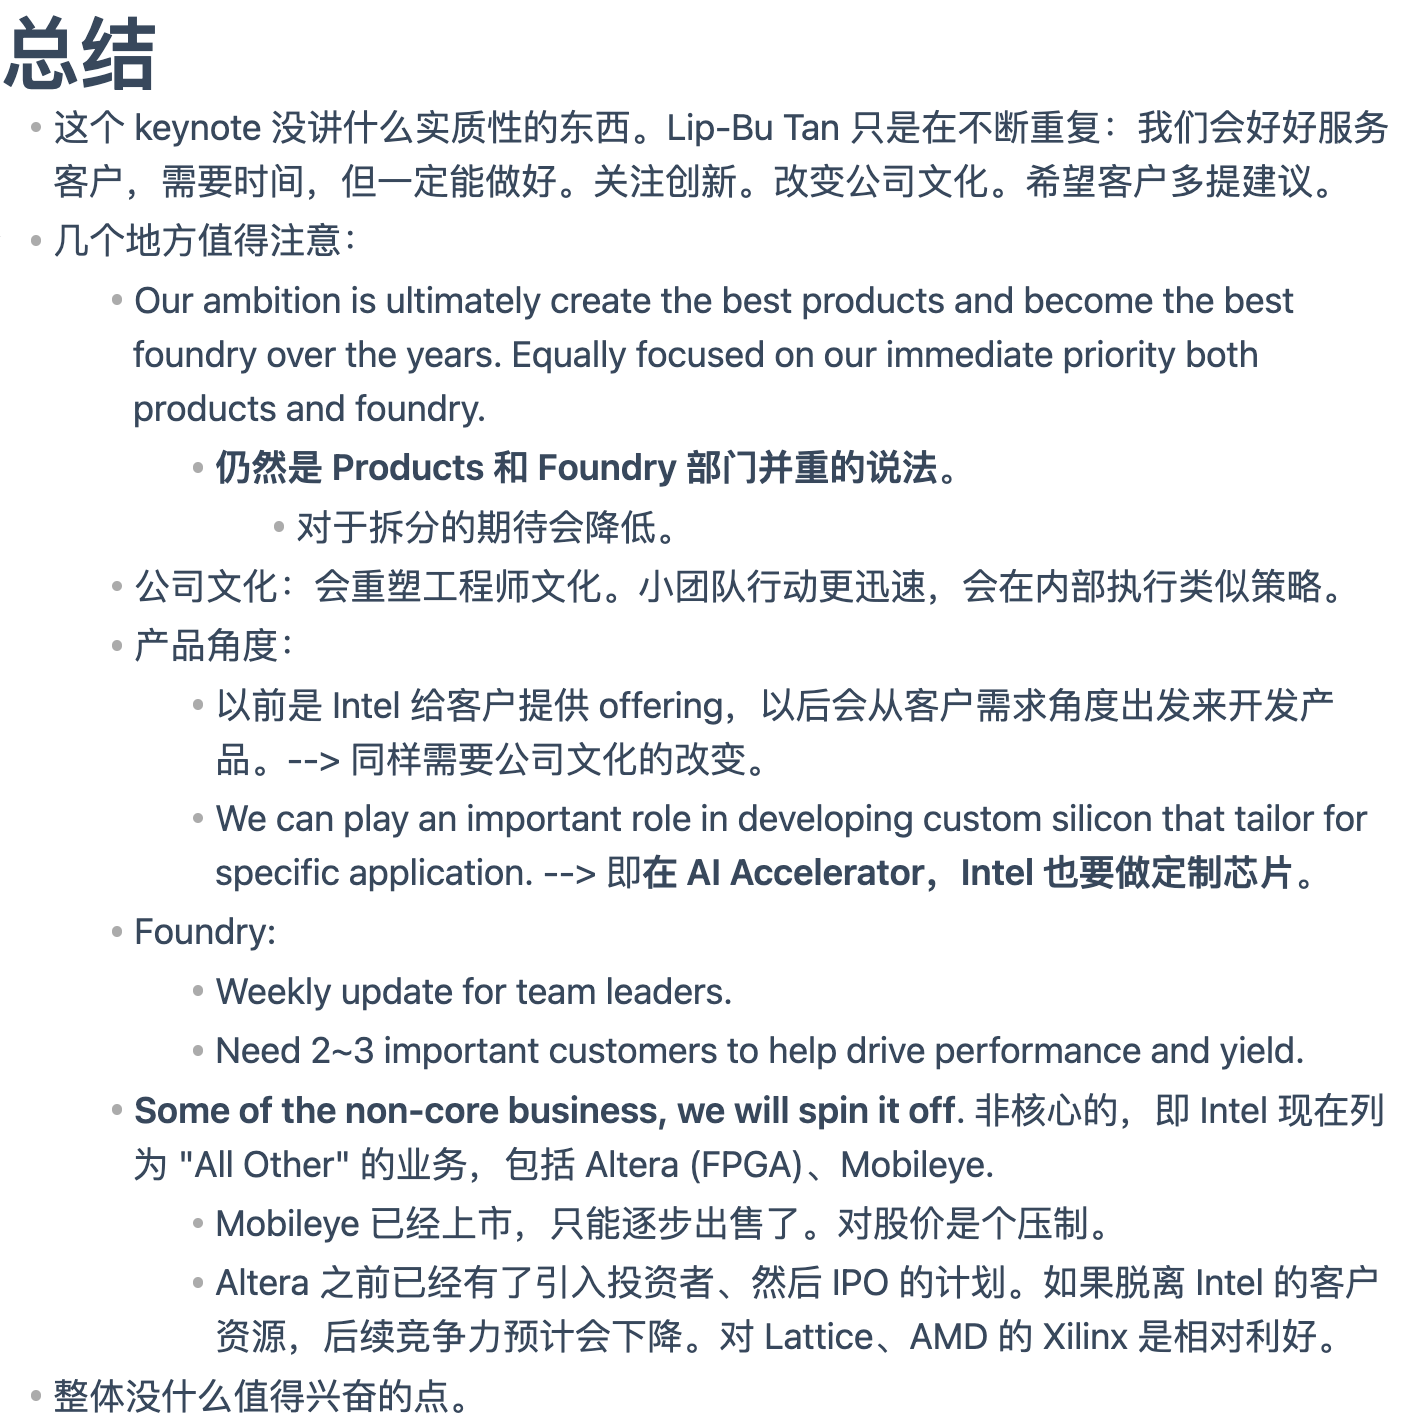 总结
这个 keynote 没讲什么实质性的东西。Lip-Bu Tan 只是在不断重复：我们会好好服务
客户，需要时间，但一定能做好。关注创新。改变公司文化。希望客户多提建议。
几个地方值得注意：
Our ambition is ultimately create the best products and become the best
foundry over the years. Equally focused on our immediate priority both
products and foundry.
仍然是 Products 和 Foundry 部门并重的说法。
对于拆分的期待会降低。
公司文化：会重塑工程师文化。小团队行动更迅速，会在内部执行类似策略。
产品角度：
以前是 Intel 给客户提供 offering，以后会从客户需求角度出发来开发产
品。--> 同样需要公司文化的改变。
We can play an important role in developing custom silicon that tailor for
specific application. --> 即在 AI Accelerator，Intel 也要做定制芯片。
Foundry:
Weekly update for team leaders.
Need 2~3 important customers to help drive performance and yield.
Some of the non-core business, we will spin it off. 非核心的，即 Intel 现在列
为 "All Other" 的业务，包括 Altera (FPGA)、Mobileye.
Mobileye 已经上市，只能逐步出售了。对股价是个压制。
Altera 之前已经有了引入投资者、然后 IPO 的计划。如果脱离 Intel 的客户
资源，后续竞争力预计会下降。对 Lattice、AMD 的 Xilinx 是相对利好。
整体没什么值得兴奋的点。